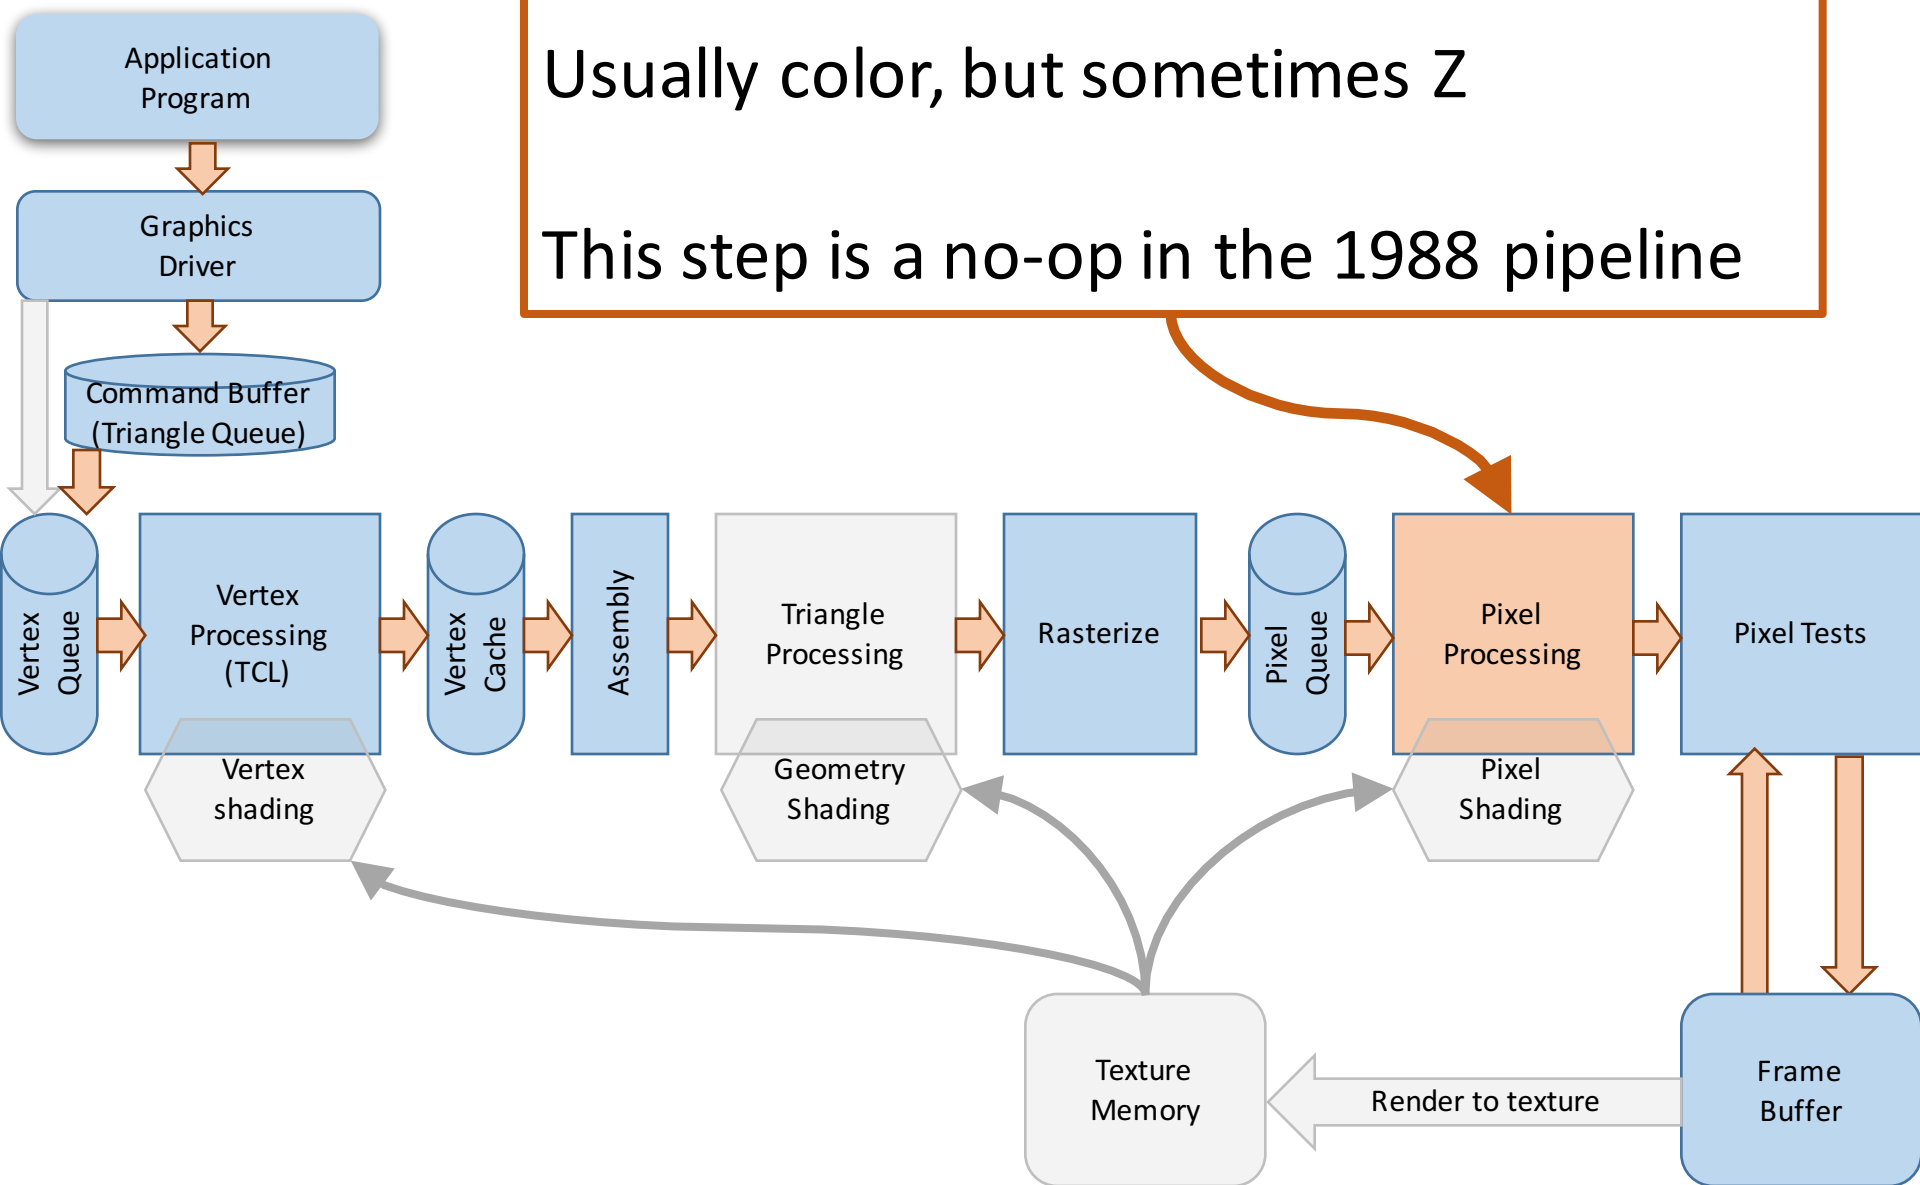 Application
Program
Usually color, but sometimes Z
This step is a no-op in the 1988 pipeline
Graphics
Driver
Command Buffer
(Triangle Queue)
Vertex
Queue
Vertex
Processing
(TCL)
Vertex
Cache
Assembly
Triangle
Processing
Rasterize
Pixel
Queue
Pixel
Processing
Pixel Tests
Vertex
shading
Geometry
Shading
Pixel
Shading
Texture
Memory
Render to texture
Frame
Buffer